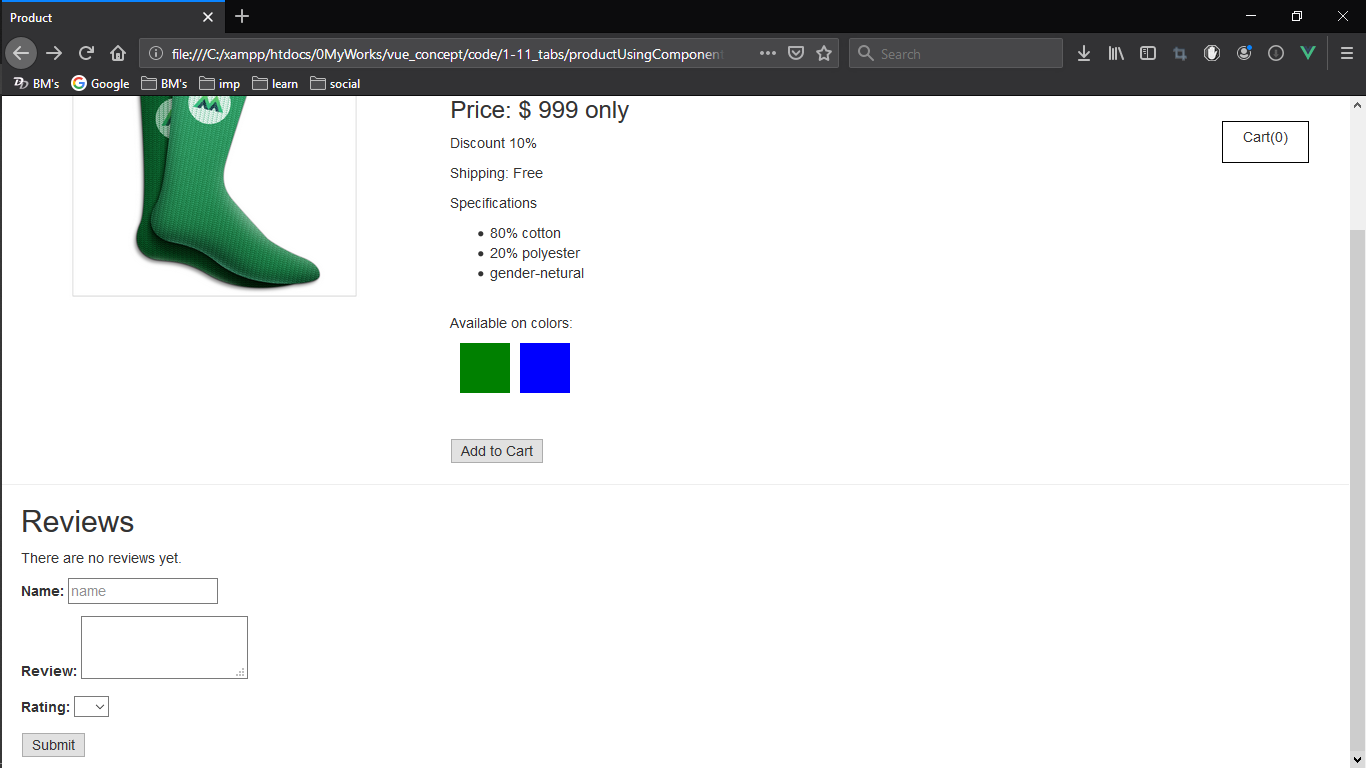 Product
file:///C:/xampp/htdocs/0MyWorks/vue_concept/code/1-11_tabs/productUsingComponent
Search
BM's
Google
BM's
imp
learn
social
Price: $ 999 only
Cart(0)
Discount 10%
Shipping: Free
Specifications
80% cotton
20% polyester
gender-netural
Available on colors:
Add to Cart
Reviews
There are no reviews yet.
Name: name
Review:
Rating:
Submit